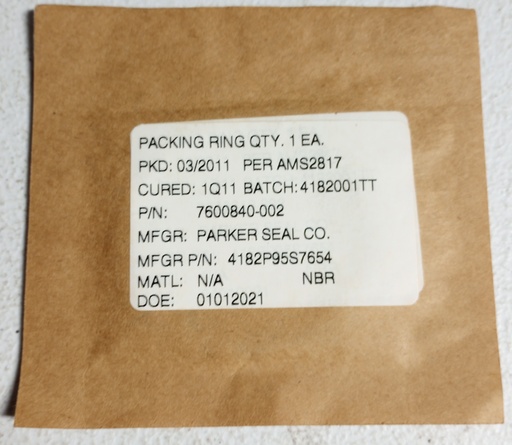 PACKING RING QTY. 1 EA.
PKD: 03/2011 PER AMS2817
CURED: 1Q11 BATCH: 4182001TT
P/N: 7600840-002
MFGR: PARKER SEAL CO.
MFGR P/N: 4182P95S7654
MATL: N/A NBR
DOE: 01012021